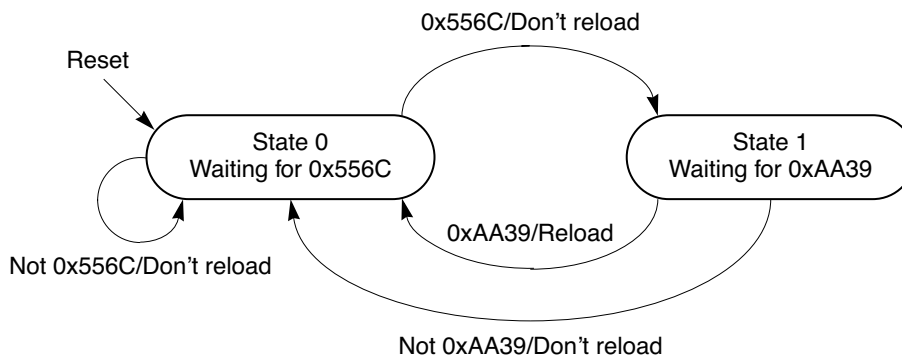 0x556C/Don't reload
Reset
State 0
Waiting for 0x556C
State 1
Waiting for 0xAA39
0xAA39/Reload
Not 0x556C/Don't reload
Not 0xAA39/Don't reload